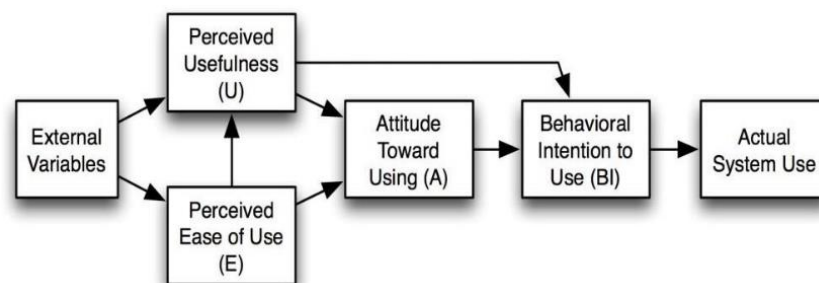 Perceived
Usefulness
(U)
External
Variables
Perceived
Ease of Use
(E)
Attitude
Toward
Using (A)
Behavioral
Intention to
Use (BI)
Actual
System Use